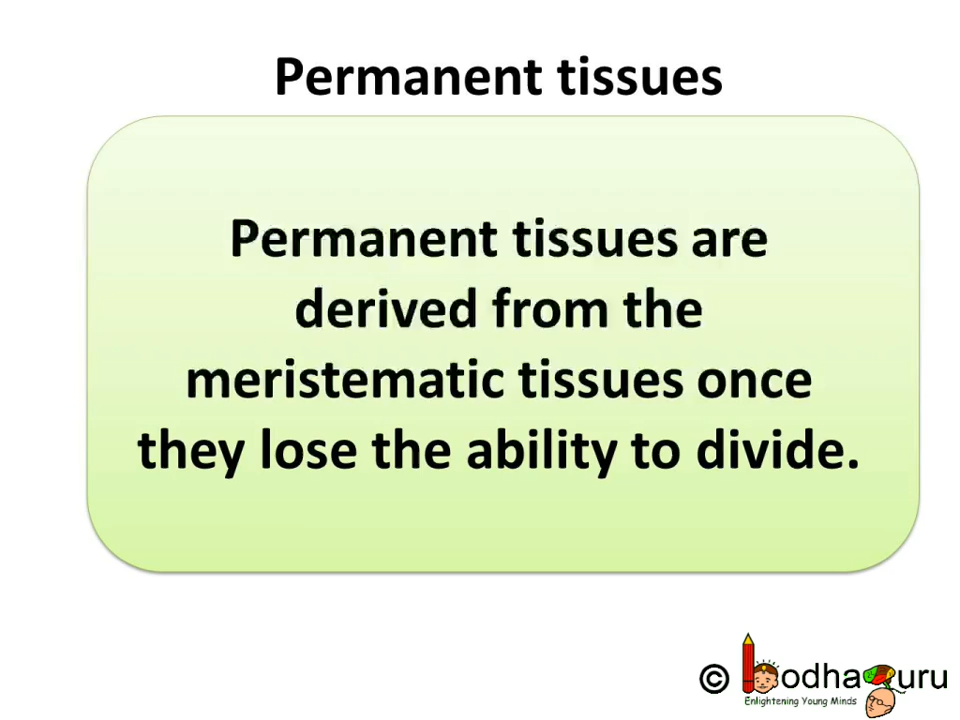 Permanent tissues
Permanent tissues are
derived from the
meristematic tissues once
they lose the ability to divide.
© bodhaguru
Enlightening Young Minds